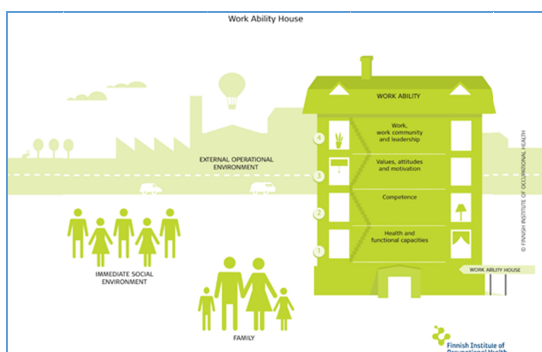 Work Ability House
WORK ABILITY
4
Work,
work community
and leadership
EXTERNAL OPERATIONAL
ENVIRONMENT
3
Values, attitudes
and motivation
2
Competence
1
Health and
functional capacities
© FINNISH INSTITUTE OF OCCUPATIONAL HEALTH
WORK ABILITY HOUSE
IMMEDIATE SOCIAL
ENVIRONMENT
FAMILY
Finnish Institute of
Occupational Health